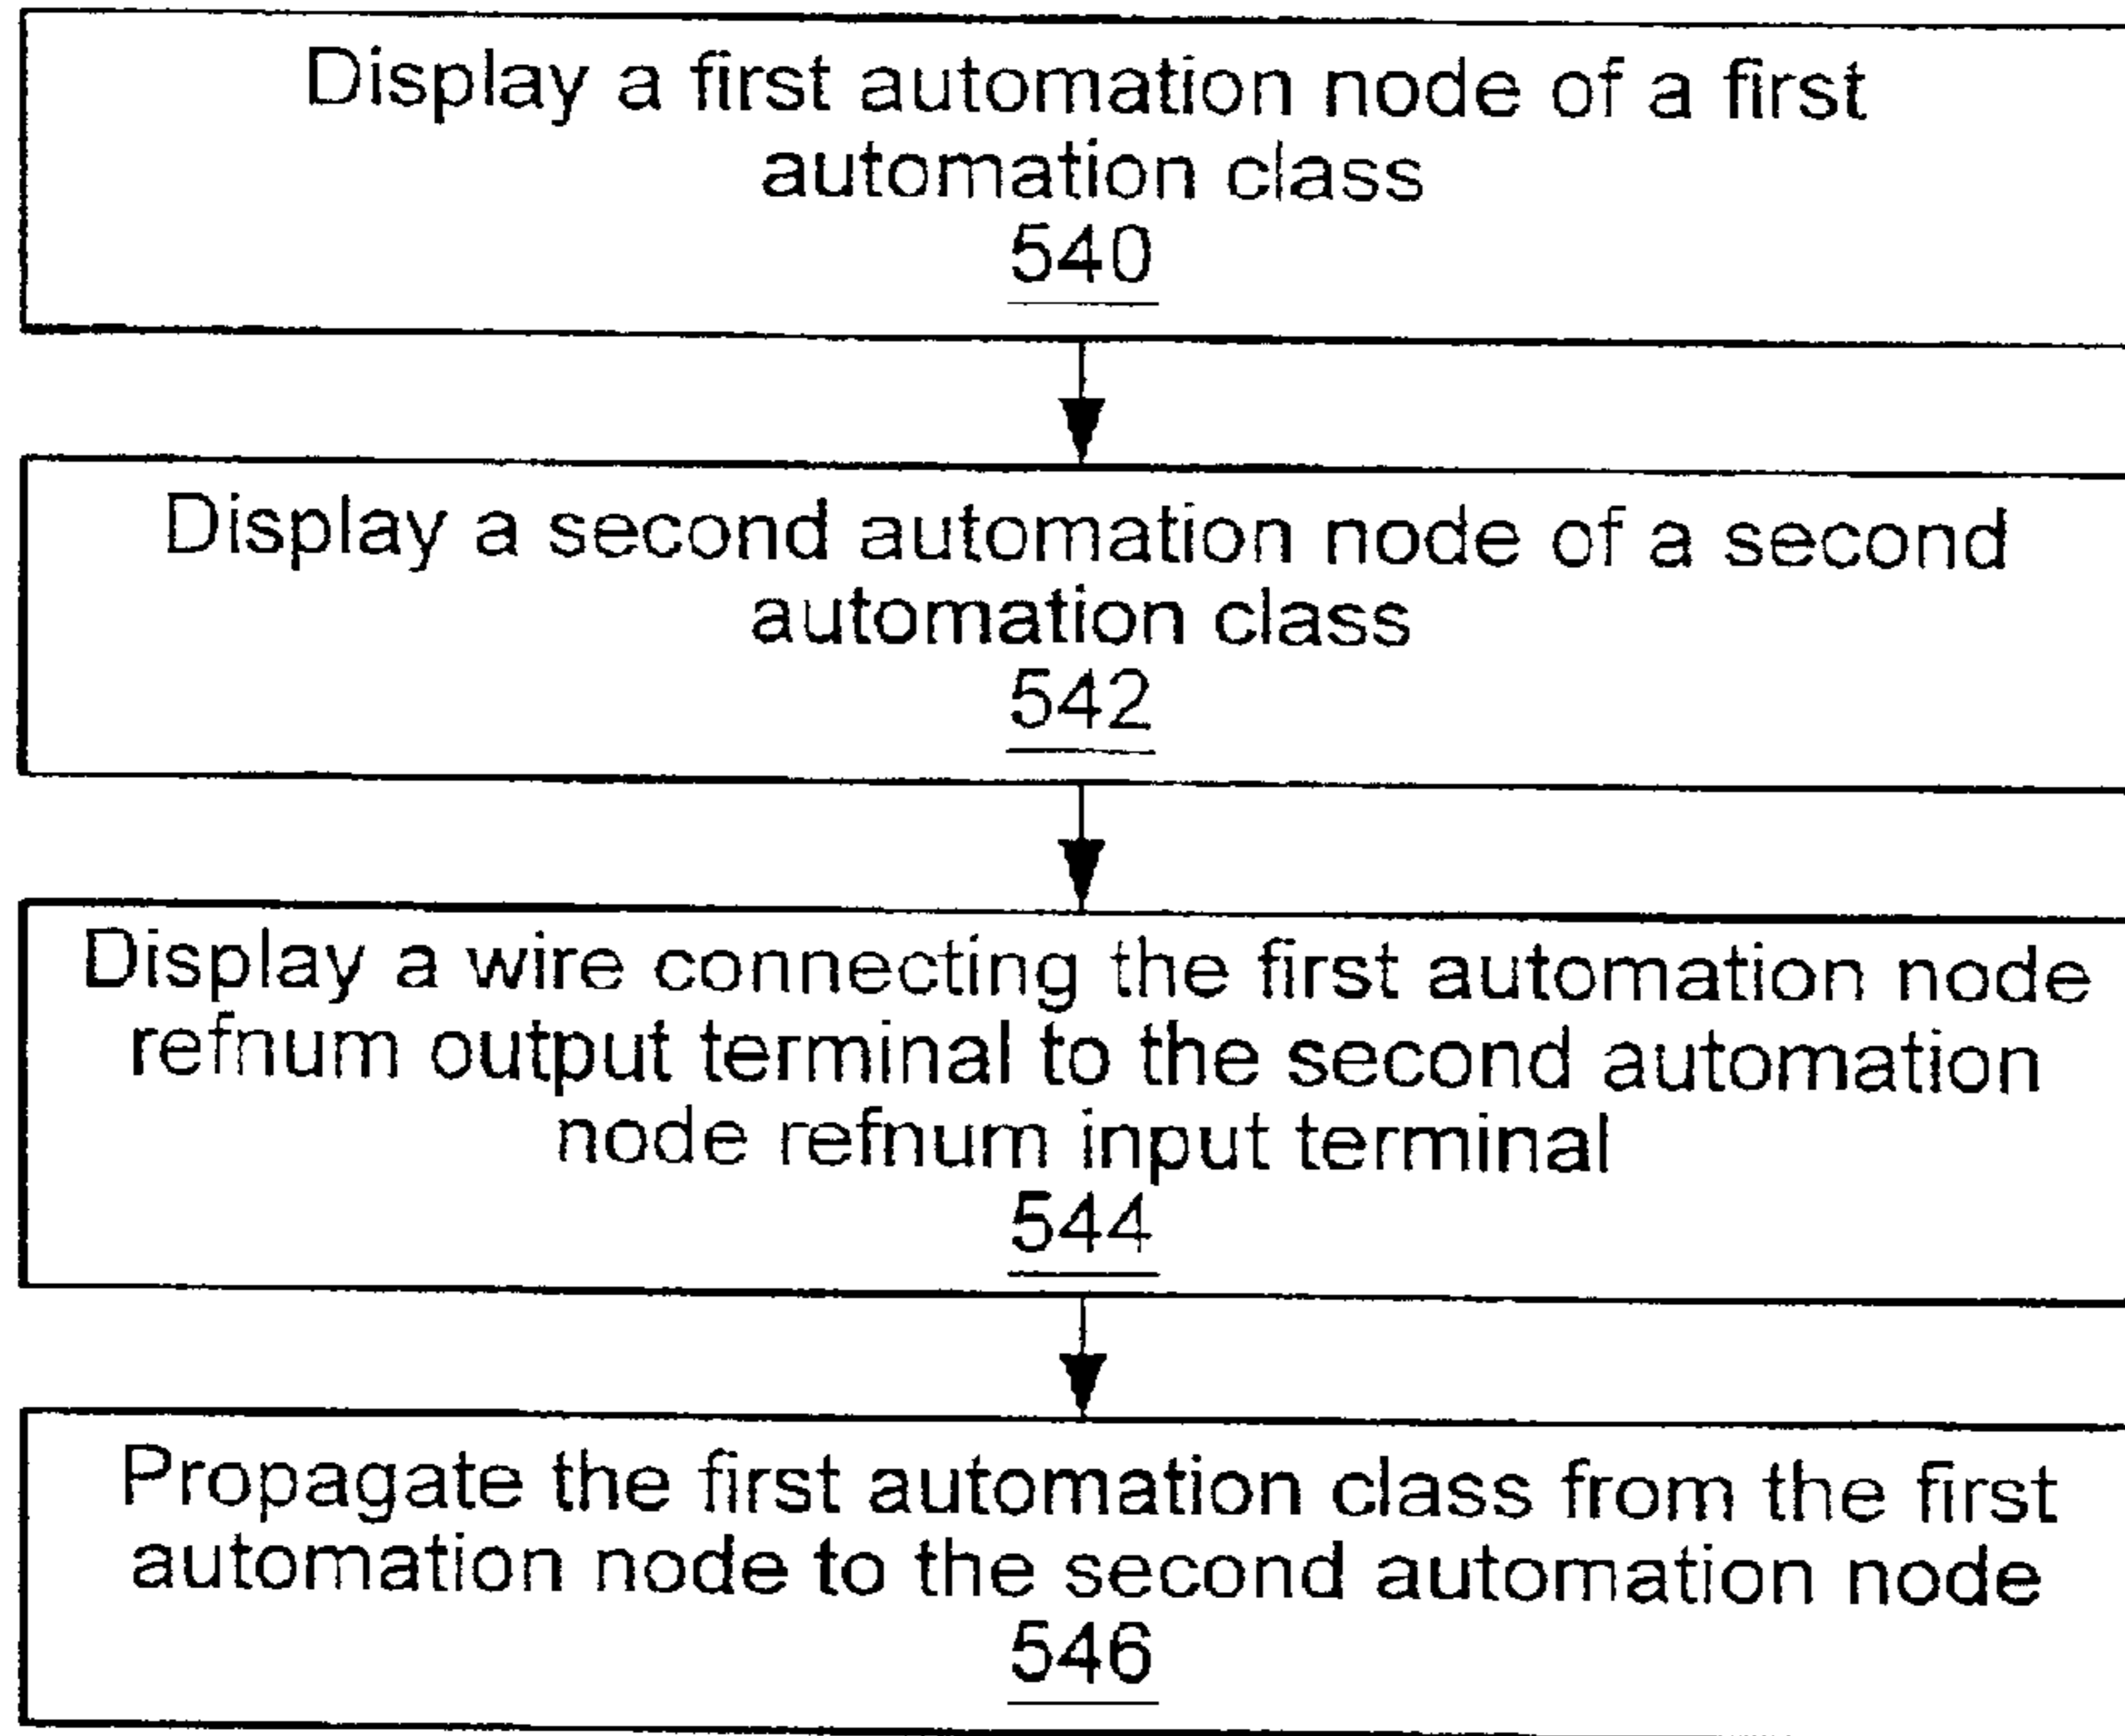 Display a first automation node of a first
automation class
540
Display a second automation node of a second
automation class
542
Display a wire connecting the first automation node
refnum output terminal to the second automation
node refnum input terminal
544
Propagate the first automation class from the first
automation node to the second automation node
546